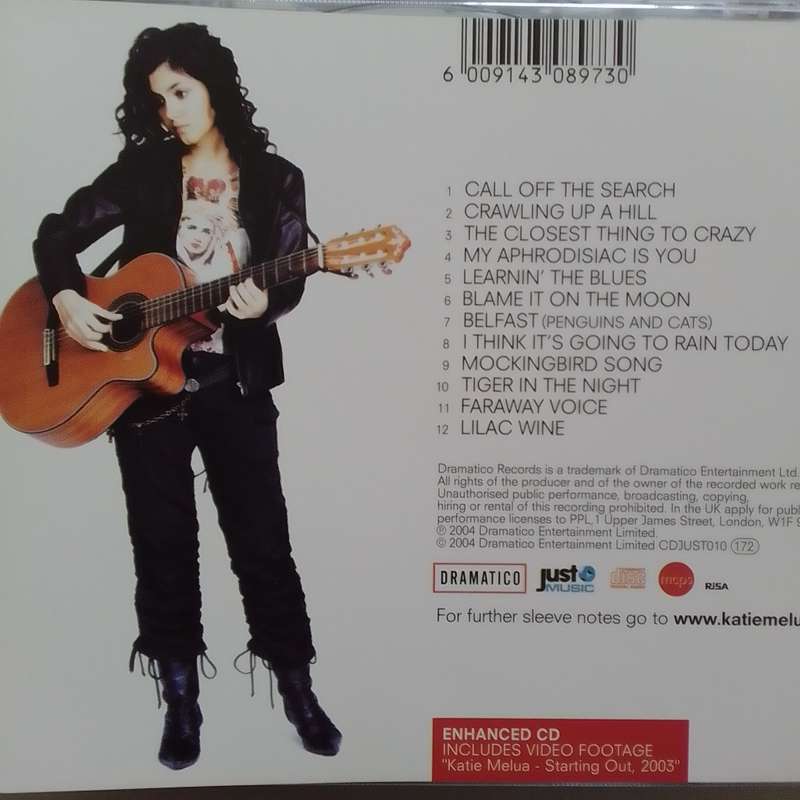 6 009143 089730
1 CALL OFF THE SEARCH
2 CRAWLING UP A HILL
3 THE CLOSEST THING TO CRAZY
4 MY APHRODISIAC IS YOU
5 LEARNIN' THE BLUES
6 BLAME IT ON THE MOON
7 BELFAST (PENGUINS AND CATS)
8 I THINK IT'S GOING TO RAIN TODAY
9 MOCKINGBIRD SONG
10 TIGER IN THE NIGHT
11 FARAWAY VOICE
12 LILAC WINE
Dramatico Records is a trademark of Dramatico Entertainment Ltd.
All rights of the producer and of the owner of the recorded work re
Unauthorised public performance, broadcasting, copying,
hiring or rental of this recording prohibited. In the UK apply for publ
performance licenses to PPL,1 Upper James Street, London, W1F 9
℗ 2004 Dramatico Entertainment Limited.
© 2004 Dramatico Entertainment Limited CDJUST010 172
DRAMATICO just MUSIC disc mcps RiSA
For further sleeve notes go to www.katiemelu
ENHANCED CD
INCLUDES VIDEO FOOTAGE
"Katie Melua - Starting Out, 2003"